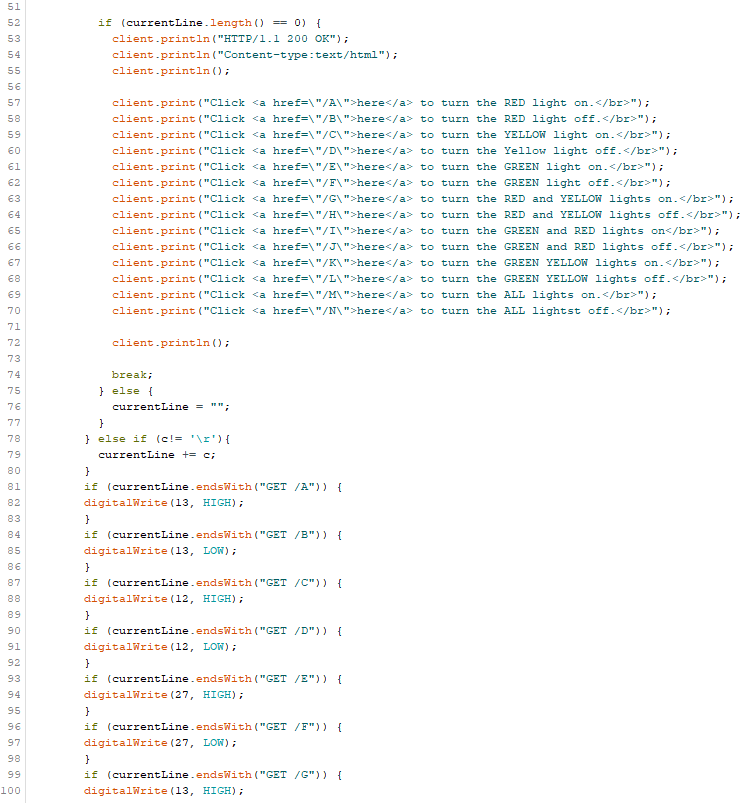 51
52 if (currentLine.length() == 0) {
53 client.println("HTTP/1.1 200 OK");
54 client.println("Content-type:text/html");
55 client.println();
56
57 client.print("Click <a href=\"/A\">here</a> to turn the RED light on.</br>");
58 client.print("Click <a href=\"/B\">here</a> to turn the RED light off.</br>");
59 client.print("Click <a href=\"/C\">here</a> to turn the YELLOW light on.</br>");
60 client.print("Click <a href=\"/D\">here</a> to turn the Yellow light off.</br>");
61 client.print("Click <a href=\"/E\">here</a> to turn the GREEN light on.</br>");
62 client.print("Click <a href=\"/F\">here</a> to turn the GREEN light off.</br>");
63 client.print("Click <a href=\"/G\">here</a> to turn the RED and YELLOW lights on.</br>");
64 client.print("Click <a href=\"/H\">here</a> to turn the RED and YELLOW lights off.</br>");
65 client.print("Click <a href=\"/I\">here</a> to turn the GREEN and RED lights on</br>");
66 client.print("Click <a href=\"/J\">here</a> to turn the GREEN and RED lights off.</br>");
67 client.print("Click <a href=\"/K\">here</a> to turn the GREEN YELLOW lights on.</br>");
68 client.print("Click <a href=\"/L\">here</a> to turn the GREEN YELLOW lights off.</br>");
69 client.print("Click <a href=\"/M\">here</a> to turn the ALL lights on.</br>");
70 client.print("Click <a href=\"/N\">here</a> to turn the ALL lightst off.</br>");
71
72 client.println();
73
74 break;
75 } else {
76 currentLine = "";
77 }
78 } else if (c!= '\r'){
79 currentLine += c;
80 }
81 if (currentLine.endsWith("GET /A")) {
82 digitalWrite(13, HIGH);
83 }
84 if (currentLine.endsWith("GET /B")) {
85 digitalWrite(13, LOW);
86 }
87 if (currentLine.endsWith("GET /C")) {
88 digitalWrite(12, HIGH);
89 }
90 if (currentLine.endsWith("GET /D")) {
91 digitalWrite(12, LOW);
92 }
93 if (currentLine.endsWith("GET /E")) {
94 digitalWrite(27, HIGH);
95 }
96 if (currentLine.endsWith("GET /F")) {
97 digitalWrite(27, LOW);
98 }
99 if (currentLine.endsWith("GET /G")) {
100 digitalWrite(13, HIGH);